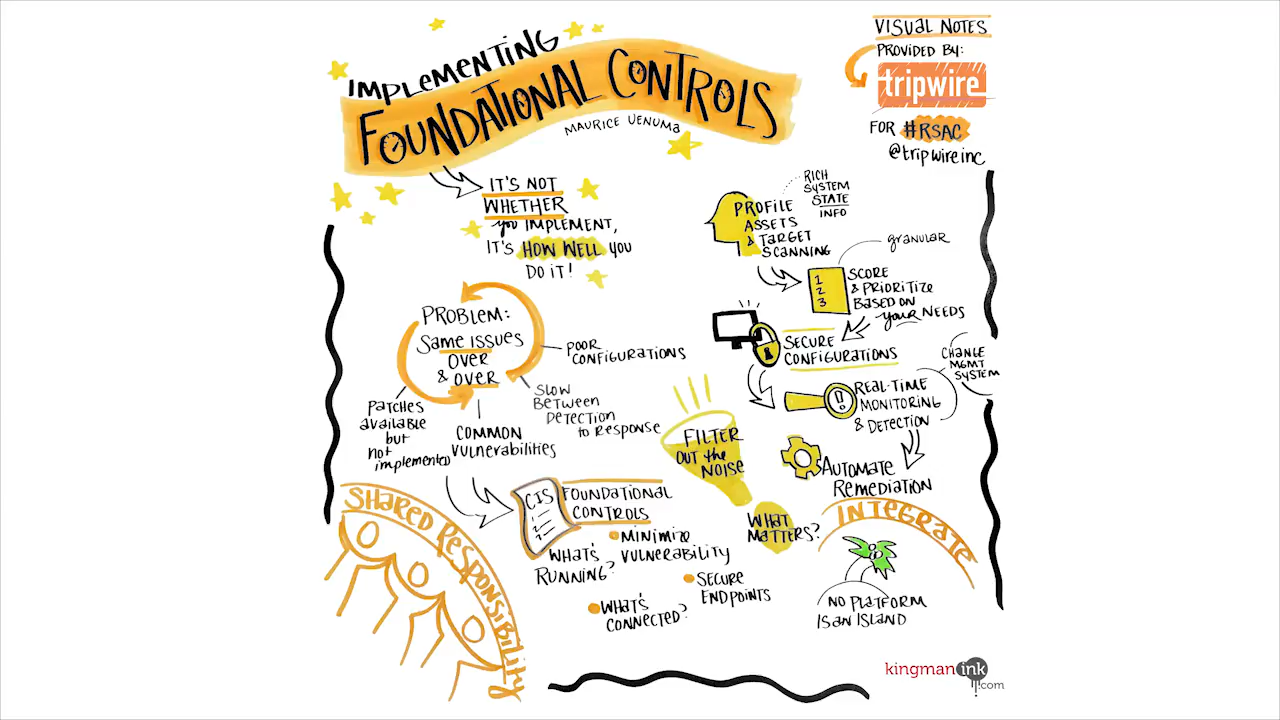 IMPLEMENTING
FOUNDATIONAL CONTROLS
MAURICE UENUMA
VISUAL NOTES
PROVIDED BY:
tripwire
FOR #RSAC
@tripwireinc
IT'S NOT
WHETHER
you IMPLEMENT,
IT'S HOW WELL you
DO IT!
PROBLEM:
SAME ISSUES
OVER
& OVER
POOR
CONFIGURATIONS
SLOW
BETWEEN
DETECTION
to RESPONSE
COMMON
VULNERABILITIES
PATCHES
available
but
not
implemented
RICH
SYSTEM
STATE
INFO
PROFILE
ASSETS
& TARGET
SCANNING
granular
1
2
3
SCORE
& PRIORITIZE
BASED ON
your NEEDS
SECURE
CONFIGURATIONS
CHANGE
MGMT
SYSTEM
REAL-TIME
MONITORING
& DETECTION
AUTOMATE
REMEDIATION
FILTER
OUT the
NOISE
WHAT
MATTERS?
CIS
FOUNDATIONAL
CONTROLS
MINIMIZE
VULNERABILITY
WHAT'S
RUNNING?
SECURE
ENDPOINTS
WHAT'S
CONNECTED?
SHARED RESPONSIBILITY
INTEGRATE
NO PLATFORM
IS an ISLAND
kingmanink
.com